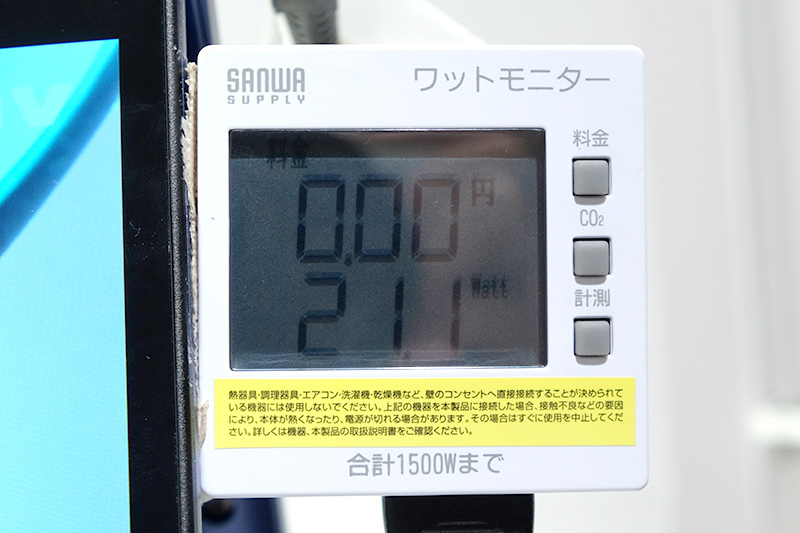 SANWA SUPPLY
ワットモニター
料金
料金
0.00 円
CO₂
21.1 Watt
計測
熱器具・調理器具・エアコン・洗濯機・乾燥機など、壁のコンセントへ直接接続することが決められて
いる機器には使用しないでください。上記の機器を本製品に接続した場合、接触不良などの要因
により、本体が熱くなったり、電源が切れる場合があります。その場合はすぐに使用を中止してくだ
さい。詳しくは機器、本製品の取扱説明書をご確認ください。
合計1500Wまで